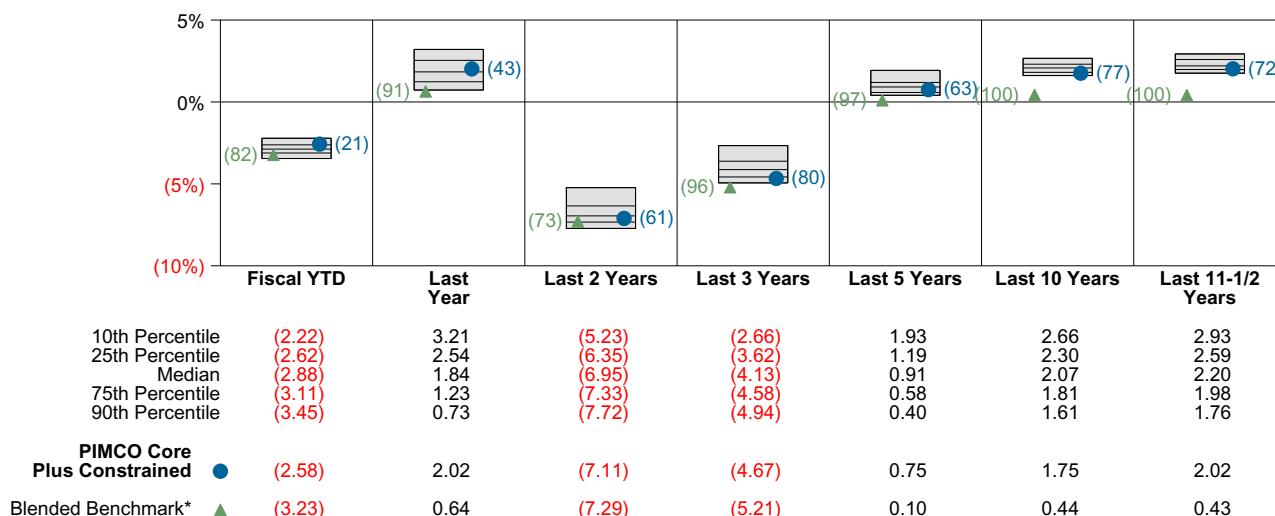 5%
0%
(5%)
(10%)
(82)
(21)
(91)
(43)
(73)
(61)
(96)
(80)
(97)
(63)
(100)
(77)
(100)
(72
Fiscal YTD
Last
Year
Last 2 Years
Last 3 Years
Last 5 Years
Last 10 Years
Last 11-1/2
Years
10th Percentile (2.22) 3.21 (5.23) (2.66) 1.93 2.66 2.93
25th Percentile (2.62) 2.54 (6.35) (3.62) 1.19 2.30 2.59
Median (2.88) 1.84 (6.95) (4.13) 0.91 2.07 2.20
75th Percentile (3.11) 1.23 (7.33) (4.58) 0.58 1.81 1.98
90th Percentile (3.45) 0.73 (7.72) (4.94) 0.40 1.61 1.76
PIMCO Core
Plus Constrained (2.58) 2.02 (7.11) (4.67) 0.75 1.75 2.02
Blended Benchmark* (3.23) 0.64 (7.29) (5.21) 0.10 0.44 0.43